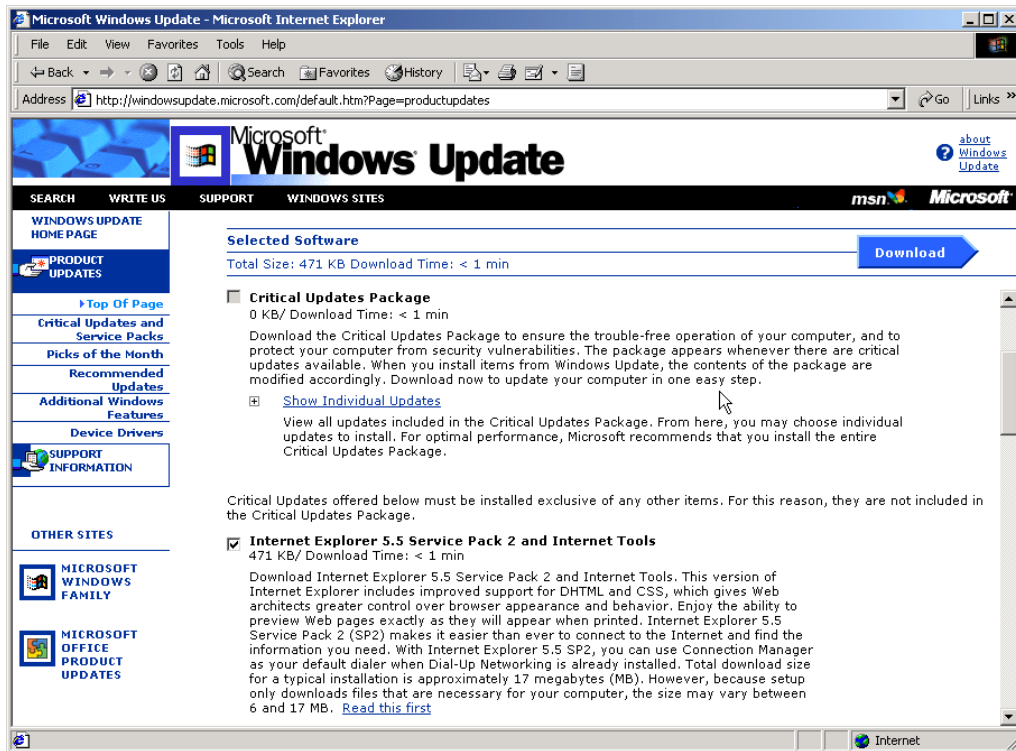 Microsoft Windows Update - Microsoft Internet Explorer
File Edit View Favorites Tools Help
Back Search Favorites History
Address http://windowsupdate.microsoft.com/default.htm?Page=productupdates Go Links »
Microsoft
Windows Update
about
Windows
Update
SEARCH WRITE US SUPPORT WINDOWS SITES msn Microsoft
WINDOWS UPDATE
HOME PAGE
PRODUCT
UPDATES
Top Of Page
Critical Updates and
Service Packs
Picks of the Month
Recommended
Updates
Additional Windows
Features
Device Drivers
SUPPORT
INFORMATION
OTHER SITES
MICROSOFT
WINDOWS
FAMILY
MICROSOFT
OFFICE
PRODUCT
UPDATES
Selected Software
Total Size: 471 KB Download Time: < 1 min
Download
Critical Updates Package
0 KB/ Download Time: < 1 min
Download the Critical Updates Package to ensure the trouble-free operation of your computer, and to
protect your computer from security vulnerabilities. The package appears whenever there are critical
updates available. When you install items from Windows Update, the contents of the package are
modified accordingly. Download now to update your computer in one easy step.
Show Individual Updates
View all updates included in the Critical Updates Package. From here, you may choose individual
updates to install. For optimal performance, Microsoft recommends that you install the entire
Critical Updates Package.
Critical Updates offered below must be installed exclusive of any other items. For this reason, they are not included in
the Critical Updates Package.
Internet Explorer 5.5 Service Pack 2 and Internet Tools
471 KB/ Download Time: < 1 min
Download Internet Explorer 5.5 Service Pack 2 and Internet Tools. This version of
Internet Explorer includes improved support for DHTML and CSS, which gives Web
architects greater control over browser appearance and behavior. Enjoy the ability to
preview Web pages exactly as they will appear when printed. Internet Explorer 5.5
Service Pack 2 (SP2) makes it easier than ever to connect to the Internet and find the
information you need. With Internet Explorer 5.5 SP2, you can use Connection Manager
as your default dialer when Dial-Up Networking is already installed. Total download size
for a typical installation is approximately 17 megabytes (MB). However, because setup
only downloads files that are necessary for your computer, the size may vary between
6 and 17 MB. Read this first
Internet